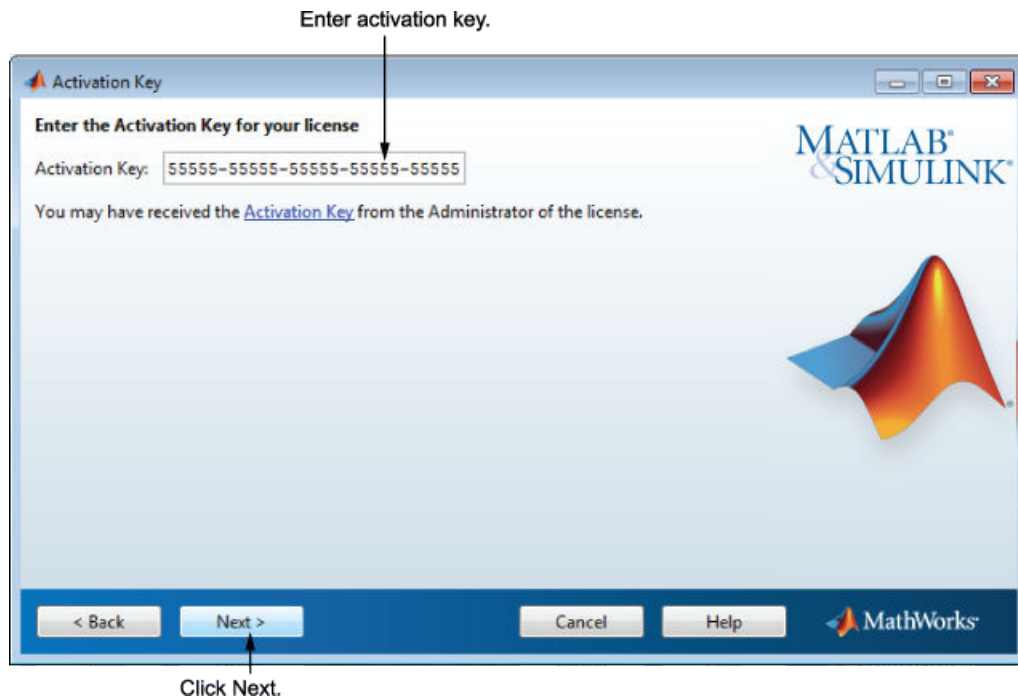 Enter activation key.
Activation Key
Enter the Activation Key for your license
Activation Key: 55555-55555-55555-55555-55555
You may have received the Activation Key from the Administrator of the license.
MATLAB®
&SIMULINK®
< Back
Next >
Cancel
Help
MathWorks®
Click Next.